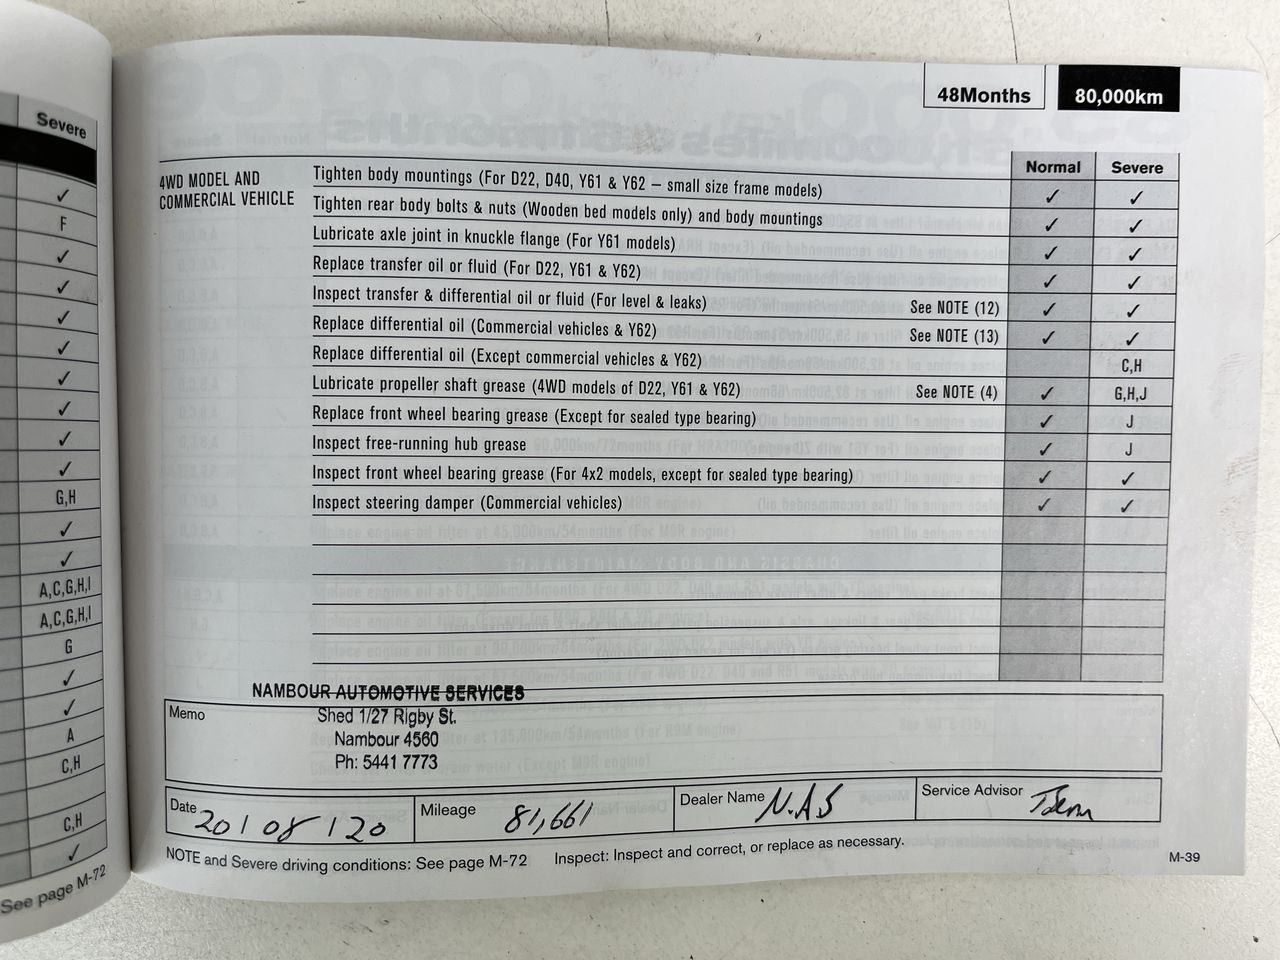 Severe
✓
F
✓
✓
✓
✓
✓
✓
✓
✓
G,H
✓
✓
A,C,G,H,I
A,C,G,H,I
G
✓
✓
A
C,H
C,H
✓
See page M-72
48Months 80,000km
Normal Severe
4WD MODEL AND
COMMERCIAL VEHICLE
Tighten body mountings (For D22, D40, Y61 & Y62 – small size frame models) ✓ ✓
Tighten rear body bolts & nuts (Wooden bed models only) and body mountings ✓ ✓
Lubricate axle joint in knuckle flange (For Y61 models) ✓ ✓
Replace transfer oil or fluid (For D22, Y61 & Y62) ✓ ✓
Inspect transfer & differential oil or fluid (For level & leaks) See NOTE (12) ✓ ✓
Replace differential oil (Commercial vehicles & Y62) See NOTE (13) ✓ ✓
Replace differential oil (Except commercial vehicles & Y62) C,H
Lubricate propeller shaft grease (4WD models of D22, Y61 & Y62) See NOTE (4) ✓ G,H,J
Replace front wheel bearing grease (Except for sealed type bearing) ✓ J
Inspect free-running hub grease ✓ J
Inspect front wheel bearing grease (For 4x2 models, except for sealed type bearing) ✓ ✓
Inspect steering damper (Commercial vehicles) ✓ ✓
NAMBOUR AUTOMOTIVE SERVICES
Memo
Shed 1/27 Rigby St.
Nambour 4560
Ph: 5441 7773
Date 20/08/20 Mileage 81,661 Dealer Name N.A.S Service Advisor
NOTE and Severe driving conditions: See page M-72 Inspect: Inspect and correct, or replace as necessary.
M-39